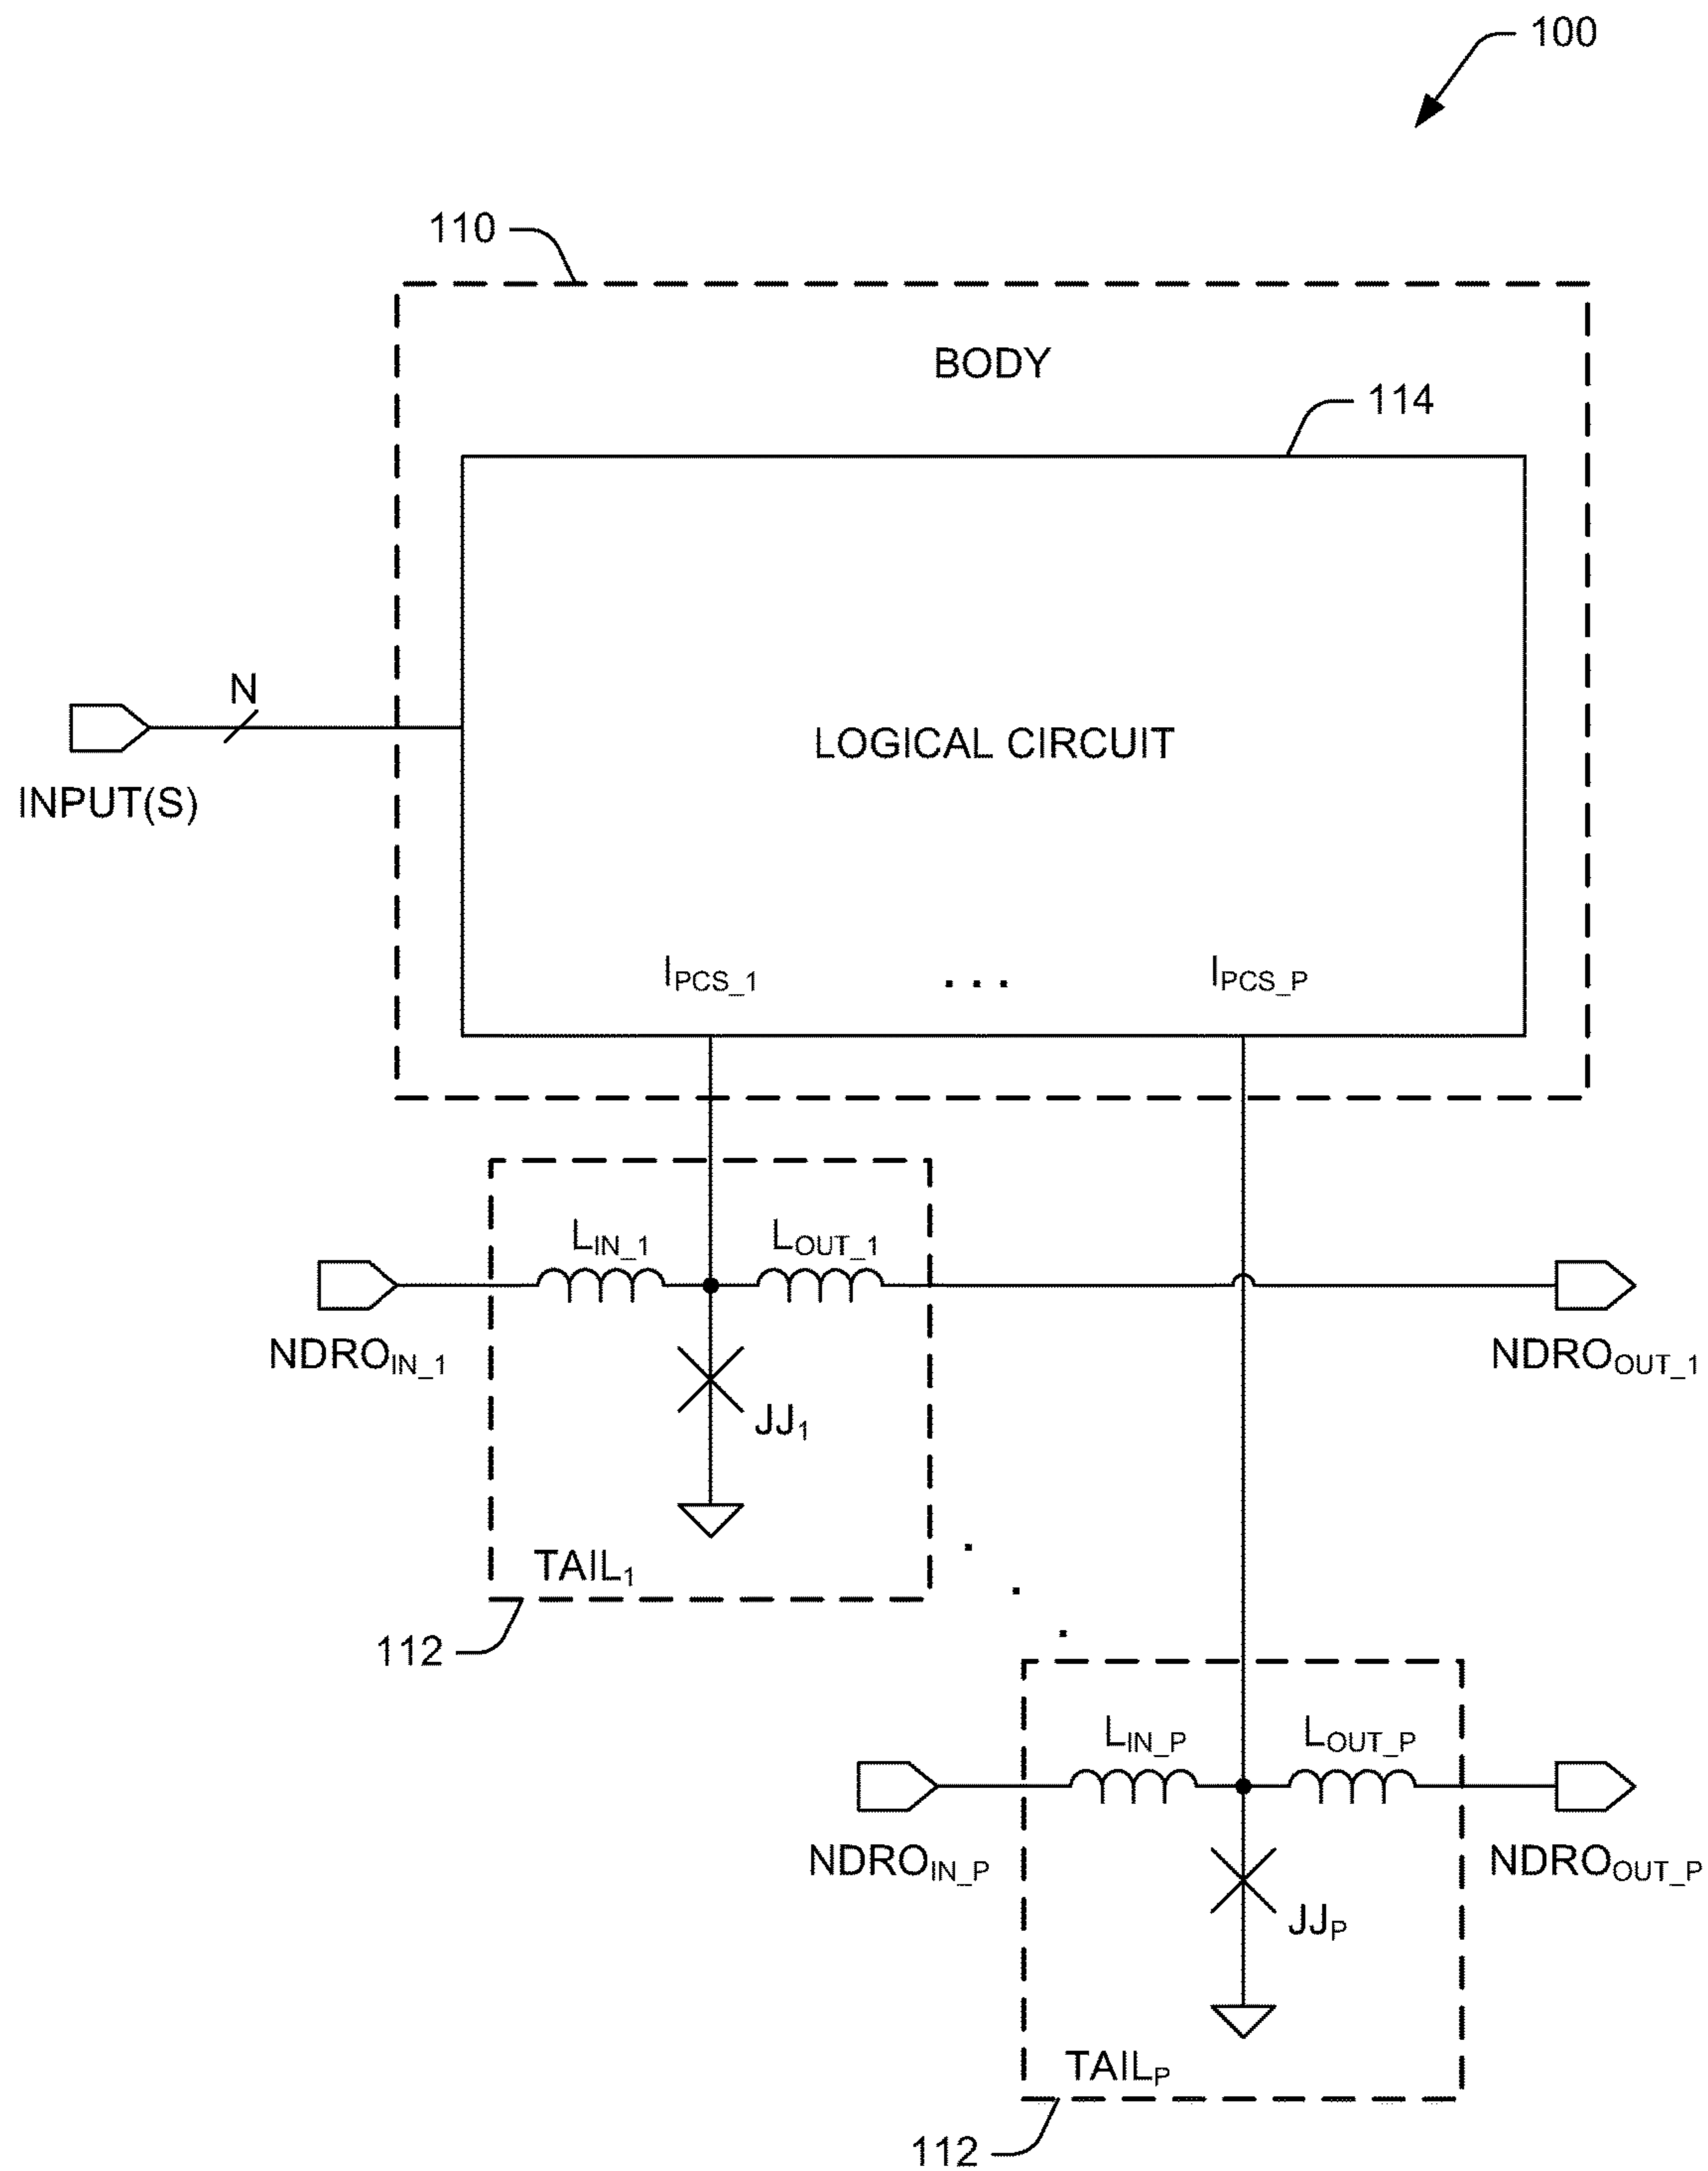 100
110
BODY
114
N
INPUT(S)
LOGICAL CIRCUIT
IPCS_1 ... IPCS_P
LIN_1 LOUT_1
NDROIN_1 NDROOUT_1
JJ1
TAIL1
112
LIN_P LOUT_P
NDROIN_P NDROOUT_P
JJP
TAILP
112